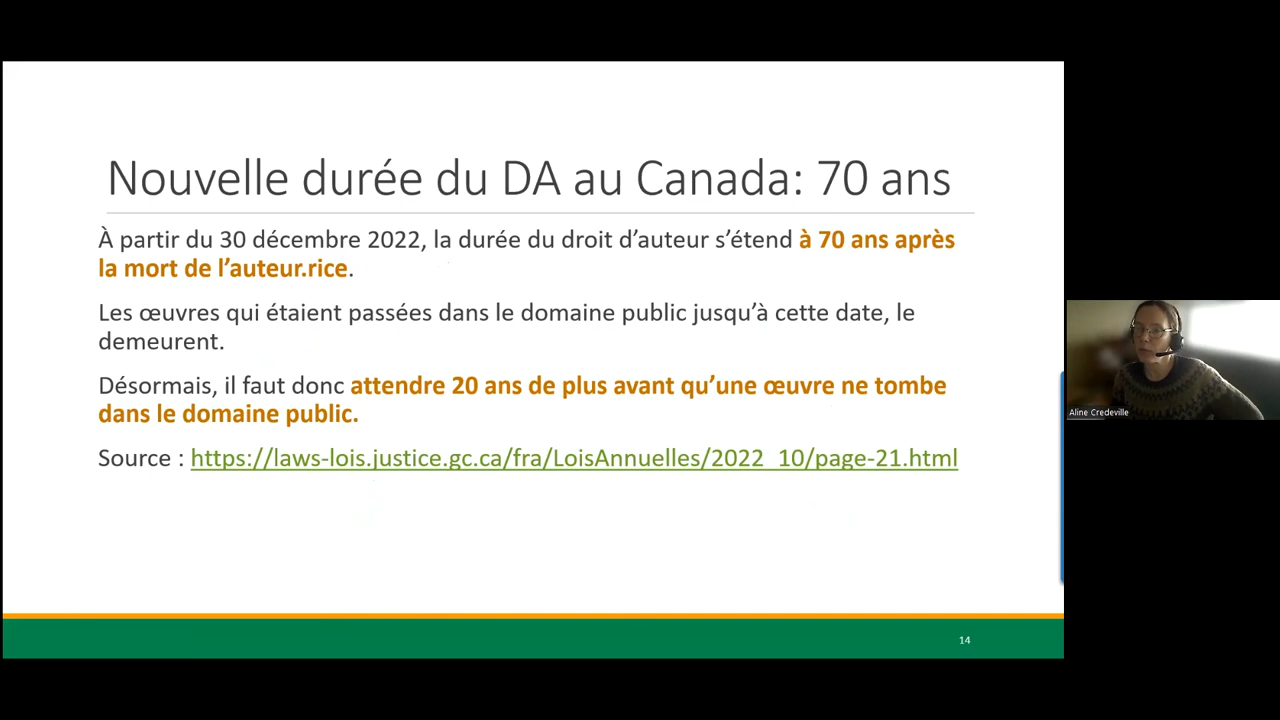 Nouvelle durée du DA au Canada: 70 ans
À partir du 30 décembre 2022, la durée du droit d’auteur s’étend à 70 ans après
la mort de l’auteur.rice.
Les œuvres qui étaient passées dans le domaine public jusqu’à cette date, le
demeurent.
Désormais, il faut donc attendre 20 ans de plus avant qu’une œuvre ne tombe
dans le domaine public.
Source : https://laws-lois.justice.gc.ca/fra/LoisAnnuelles/2022_10/page-21.html
14
Aline Credeville